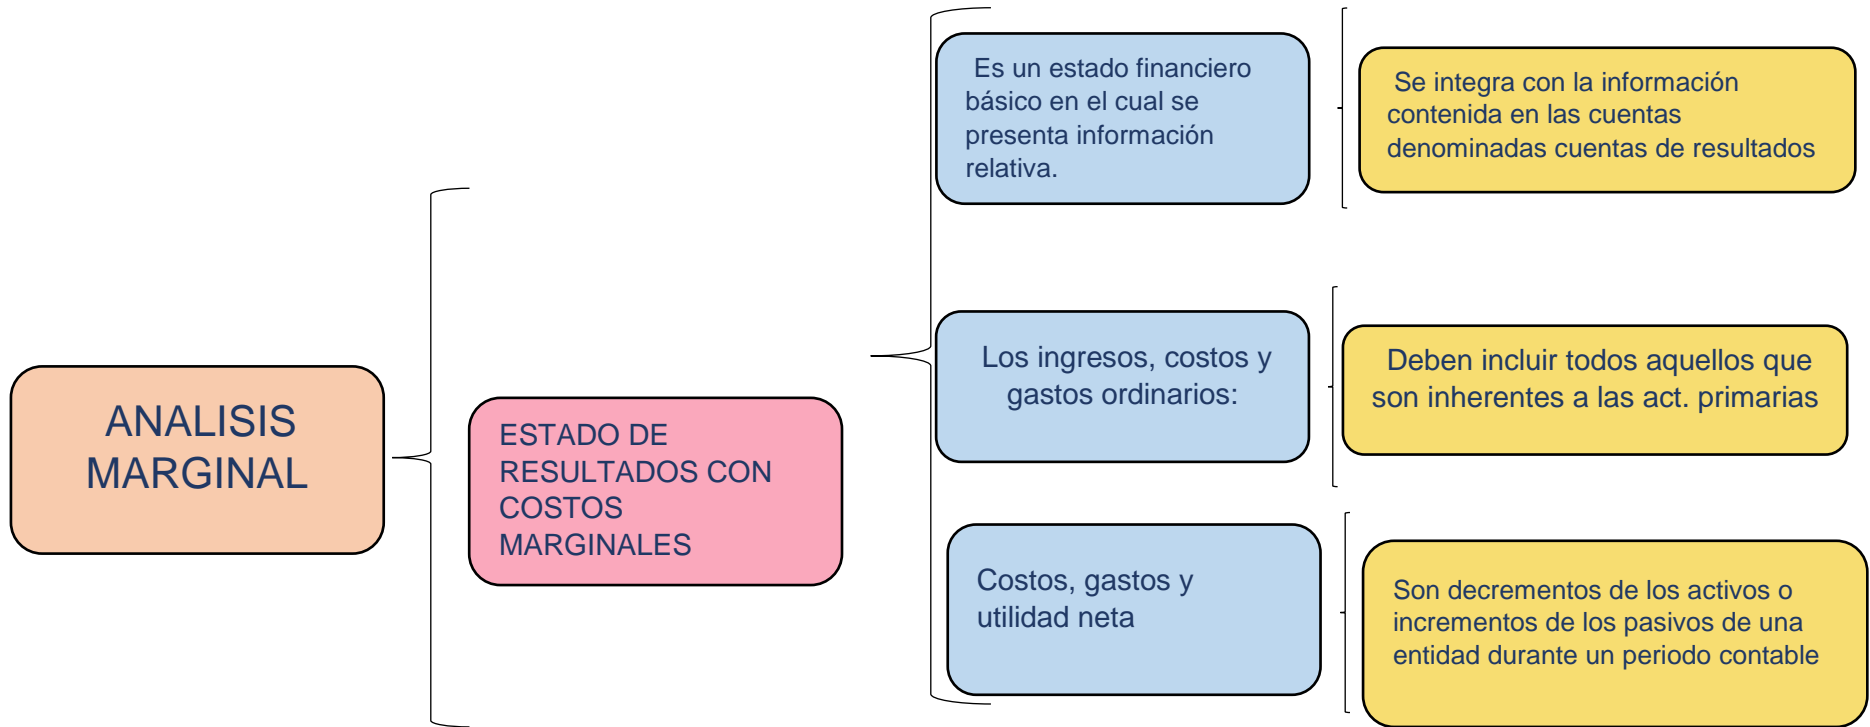 ANALISIS
MARGINAL
ESTADO DE
RESULTADOS CON
COSTOS
MARGINALES
Es un estado financiero
básico en el cual se
presenta información
relativa.
Se integra con la información
contenida en las cuentas
denominadas cuentas de resultados
Los ingresos, costos y
gastos ordinarios:
Deben incluir todos aquellos que
son inherentes a las act. primarias
Costos, gastos y
utilidad neta
Son decrementos de los activos o
incrementos de los pasivos de una
entidad durante un periodo contable